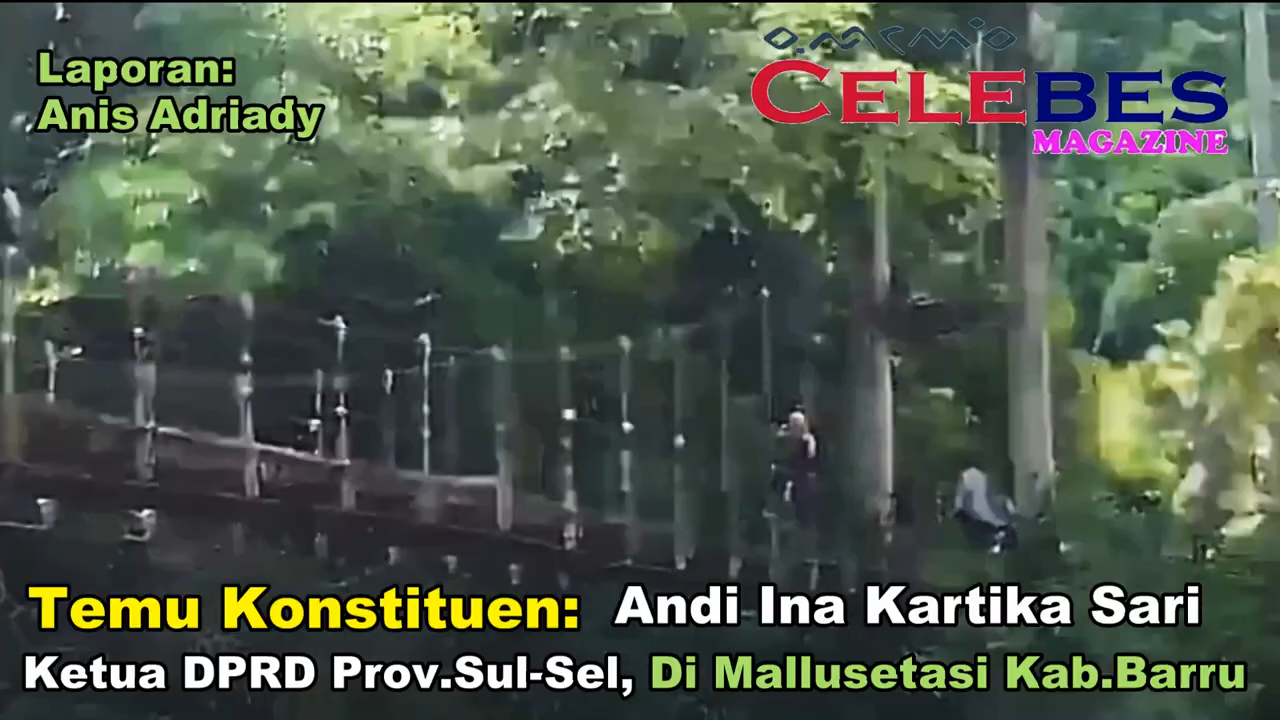 Laporan:
Anis Adriady
CELEBES
MAGAZINE
Temu Konstituen: Andi Ina Kartika Sari
Ketua DPRD Prov.Sul-Sel, Di Mallusetasi Kab.Barru